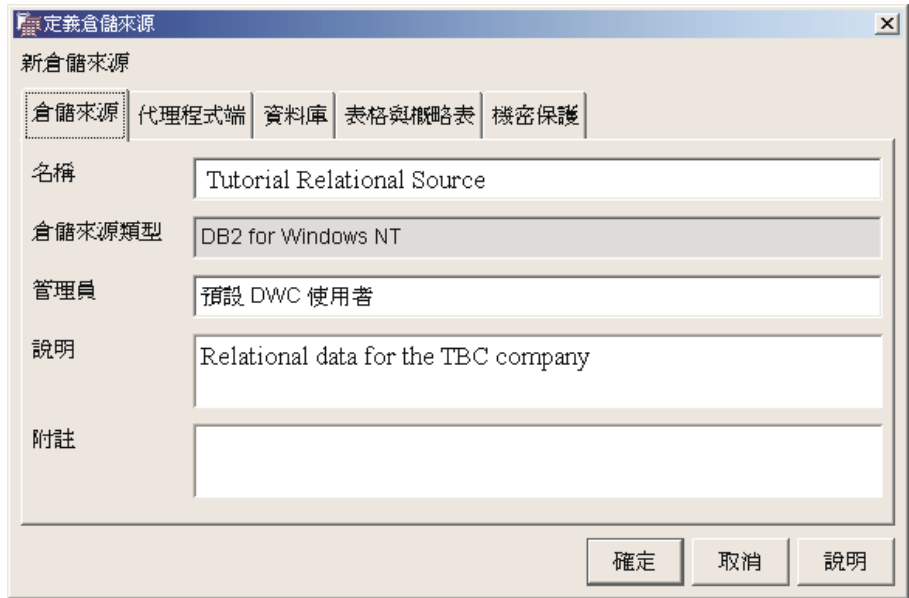 定義倉儲來源
新倉儲來源
倉儲來源 代理程式端 資料庫 表格與概略表 機密保護
名稱 Tutorial Relational Source
倉儲來源類型 DB2 for Windows NT
管理員 預設 DWC 使用者
說明 Relational data for the TBC company
附註
確定 取消 說明